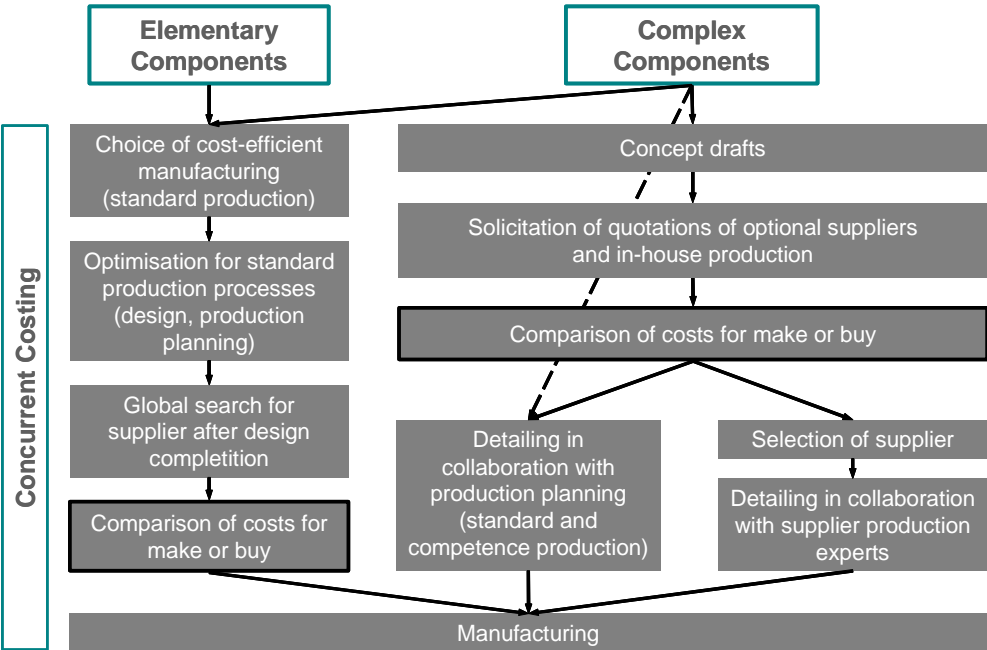 Elementary
Components
Complex
Components
Concurrent Costing
Choice of cost-efficient
manufacturing
(standard production)
Optimisation for standard
production processes
(design, production
planning)
Global search for
supplier after design
completition
Comparison of costs for
make or buy
Concept drafts
Solicitation of quotations of optional suppliers
and in-house production
Comparison of costs for make or buy
Detailing in
collaboration with
production planning
(standard and
competence production)
Selection of supplier
Detailing in collaboration
with supplier production
experts
Manufacturing